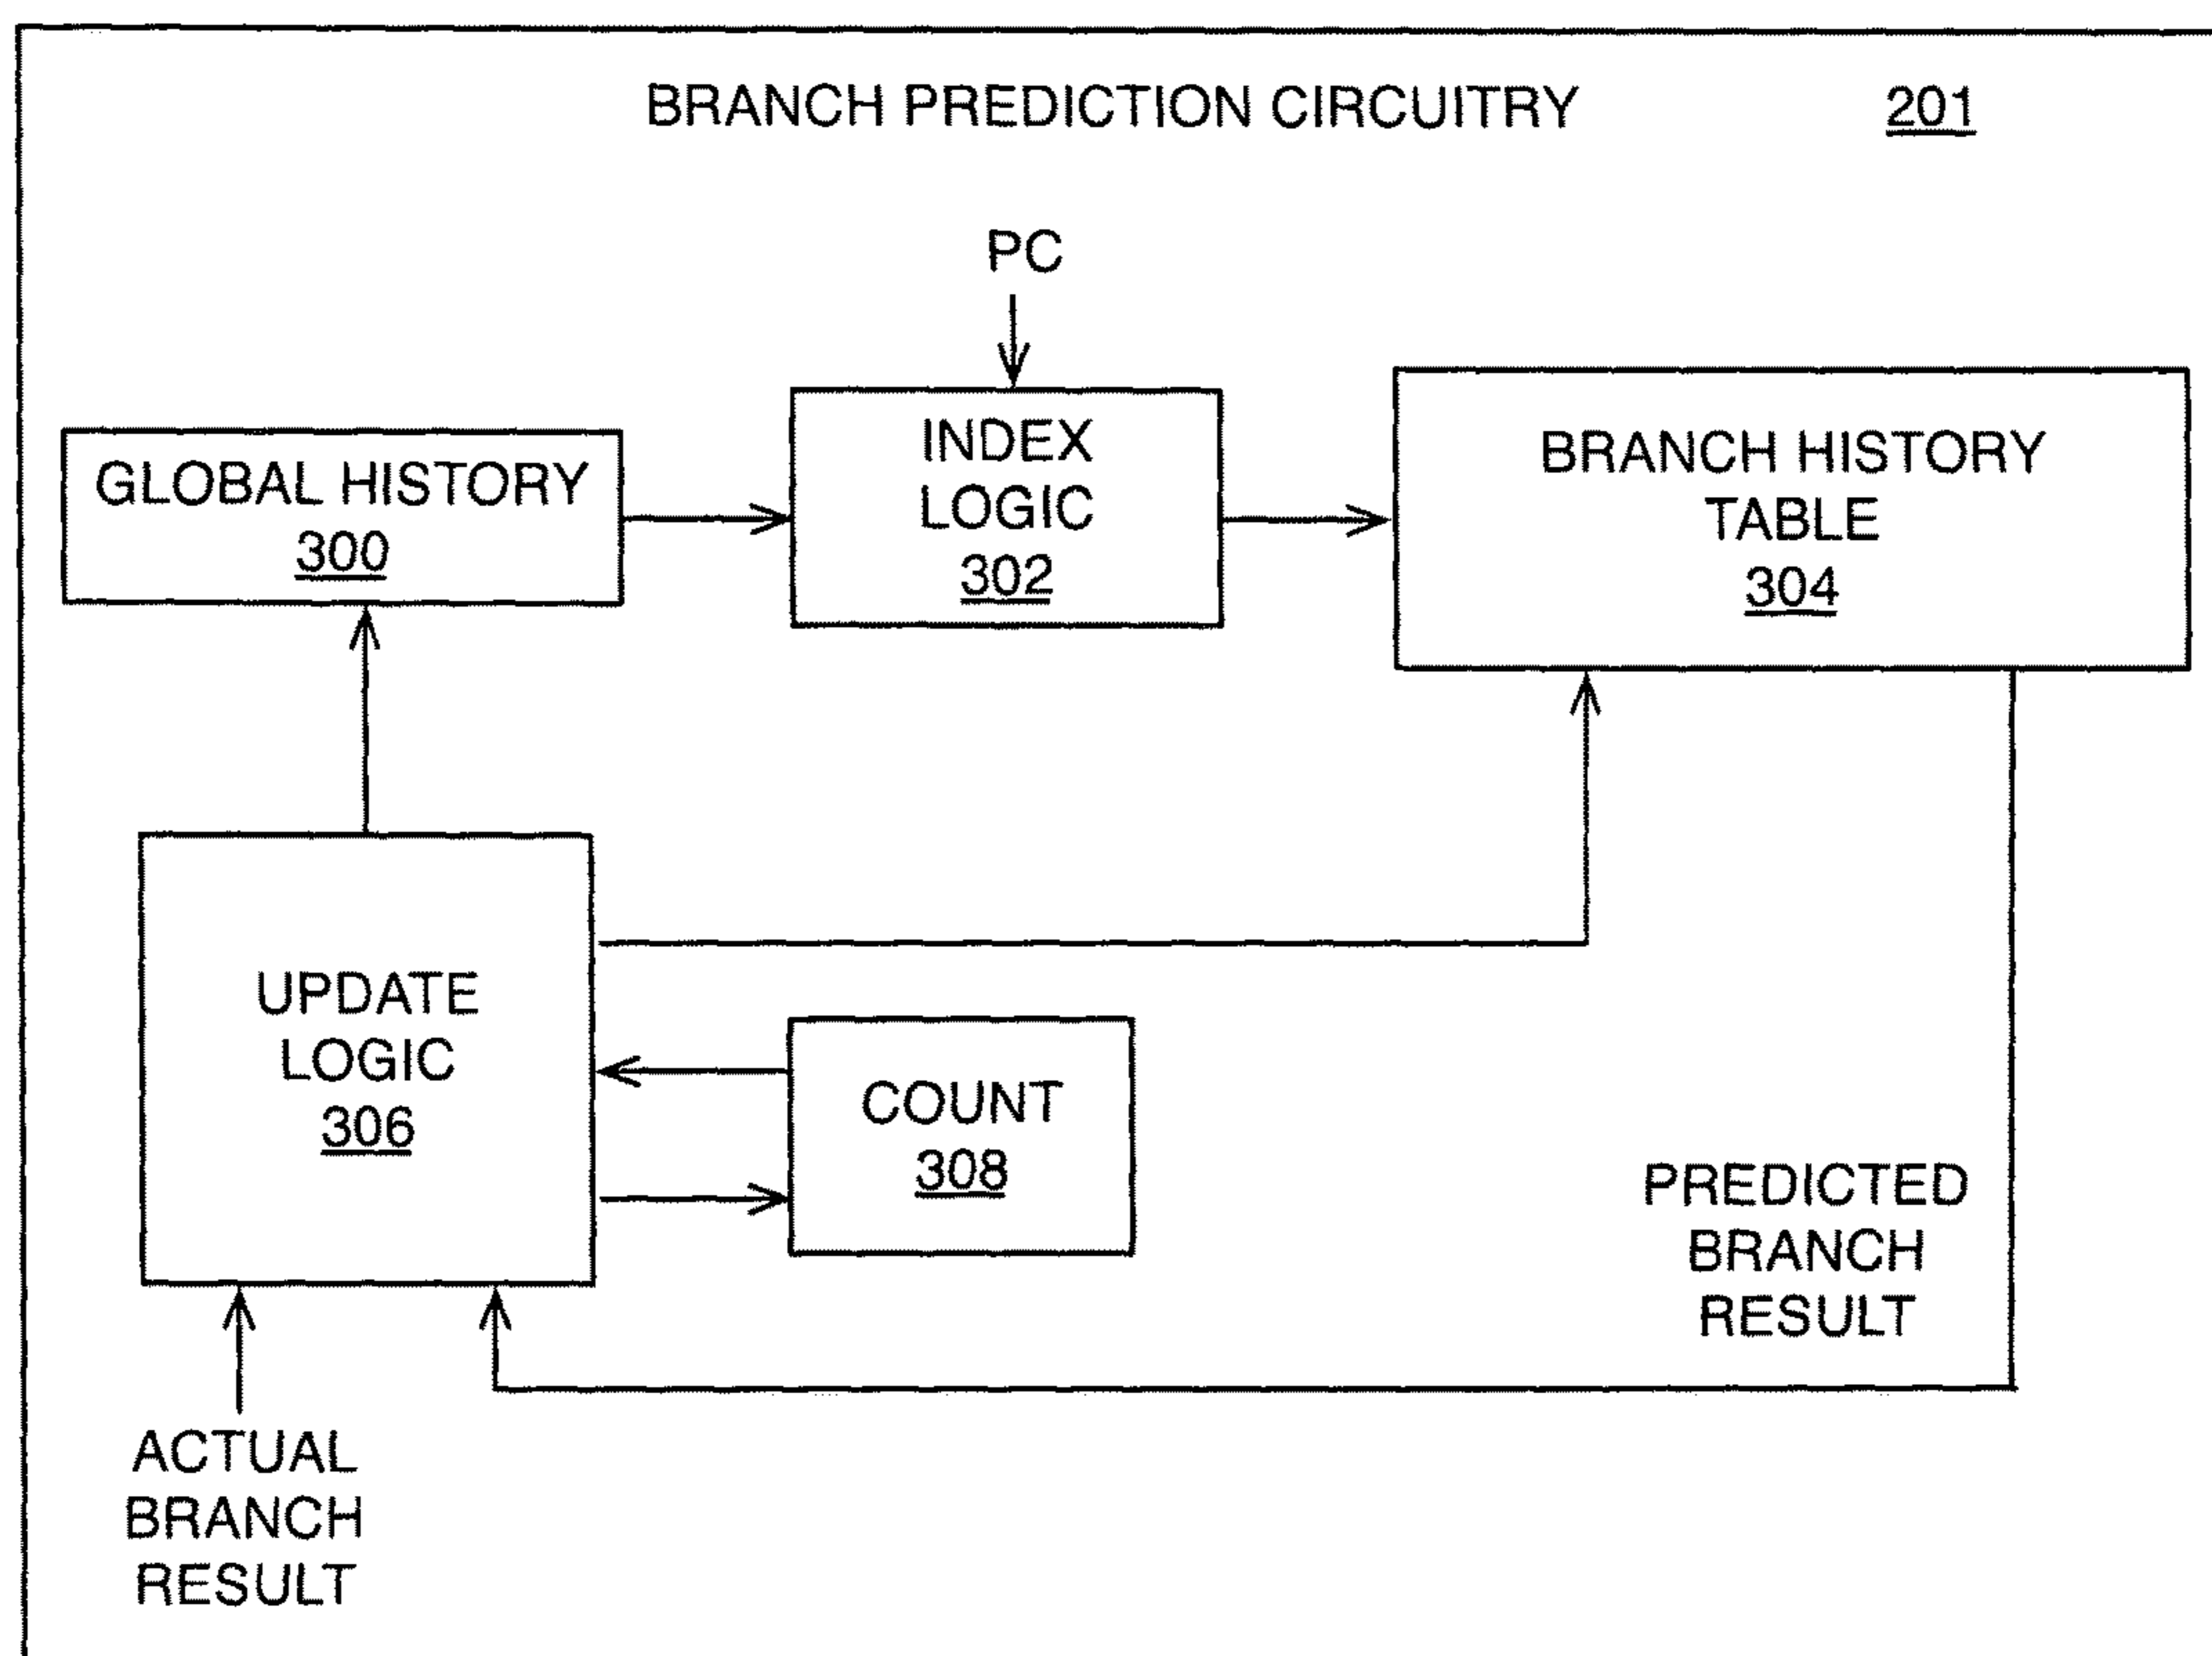 BRANCH PREDICTION CIRCUITRY
201
PC
GLOBAL HISTORY
300
INDEX
LOGIC
302
BRANCH HISTORY
TABLE
304
UPDATE
LOGIC
306
COUNT
308
PREDICTED
BRANCH
RESULT
ACTUAL
BRANCH
RESULT